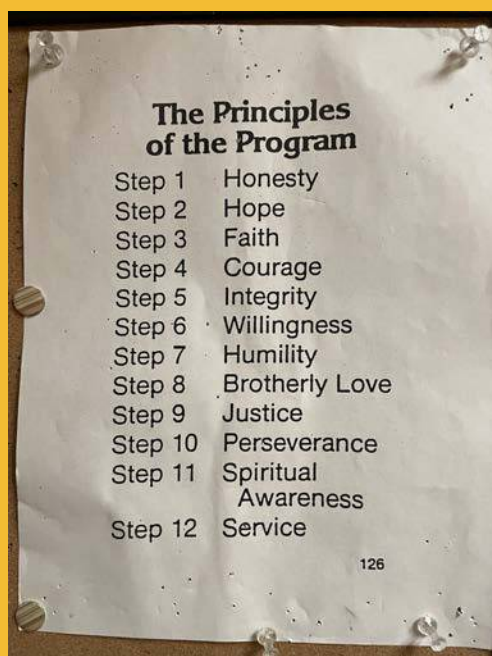 The Principles
of the Program
Step 1 Honesty
Step 2 Hope
Step 3 Faith
Step 4 Courage
Step 5 Integrity
Step 6 Willingness
Step 7 Humility
Step 8 Brotherly Love
Step 9 Justice
Step 10 Perseverance
Step 11 Spiritual
Awareness
Step 12 Service
126